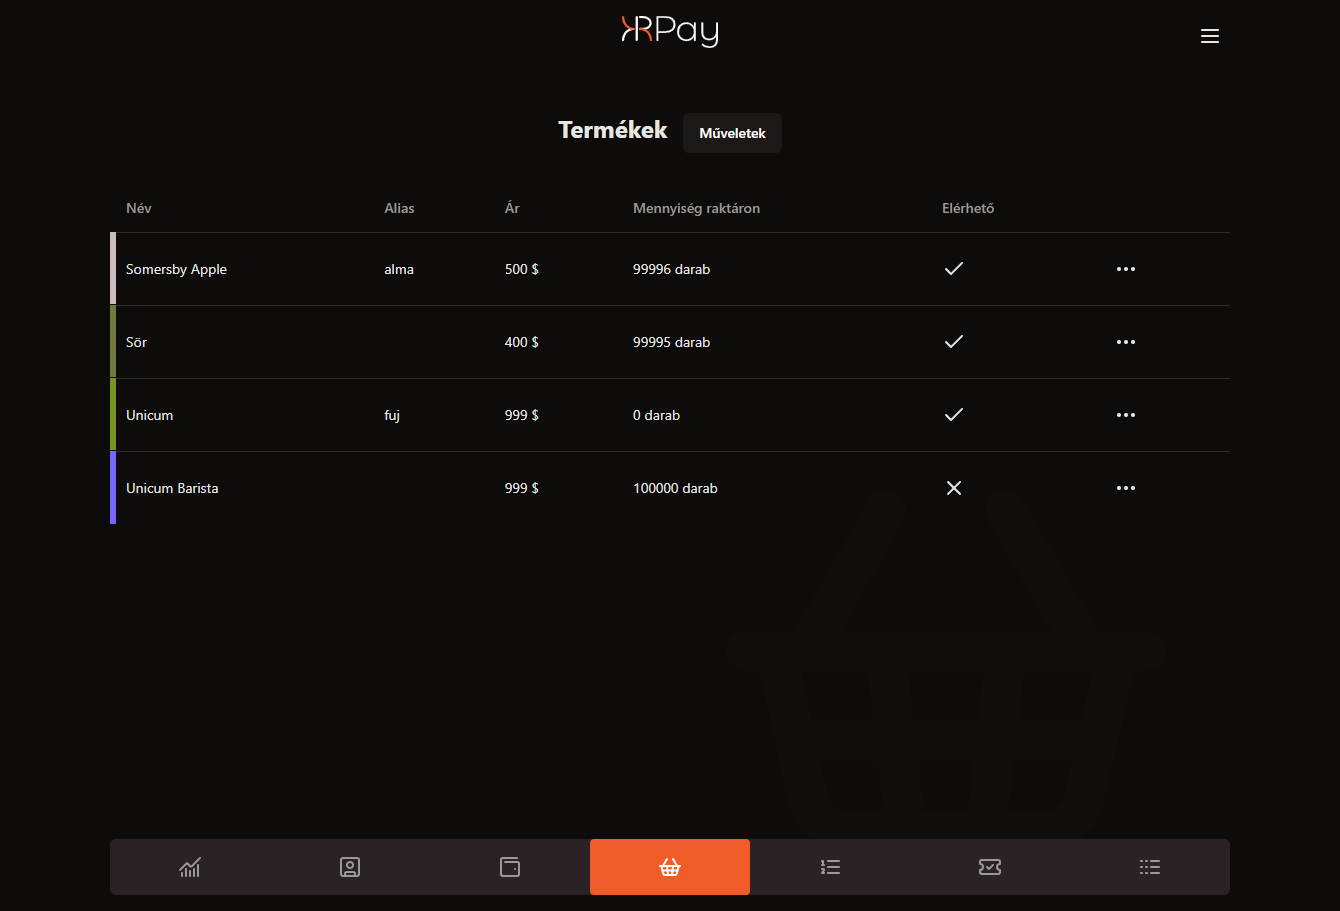 KRPay
Termékek Műveletek
Név Alias Ár Mennyiség raktáron Elérhető
Somersby Apple alma 500 $ 99996 darab
Sör 400 $ 99995 darab
Unicum fuj 999 $ 0 darab
Unicum Barista 999 $ 100000 darab